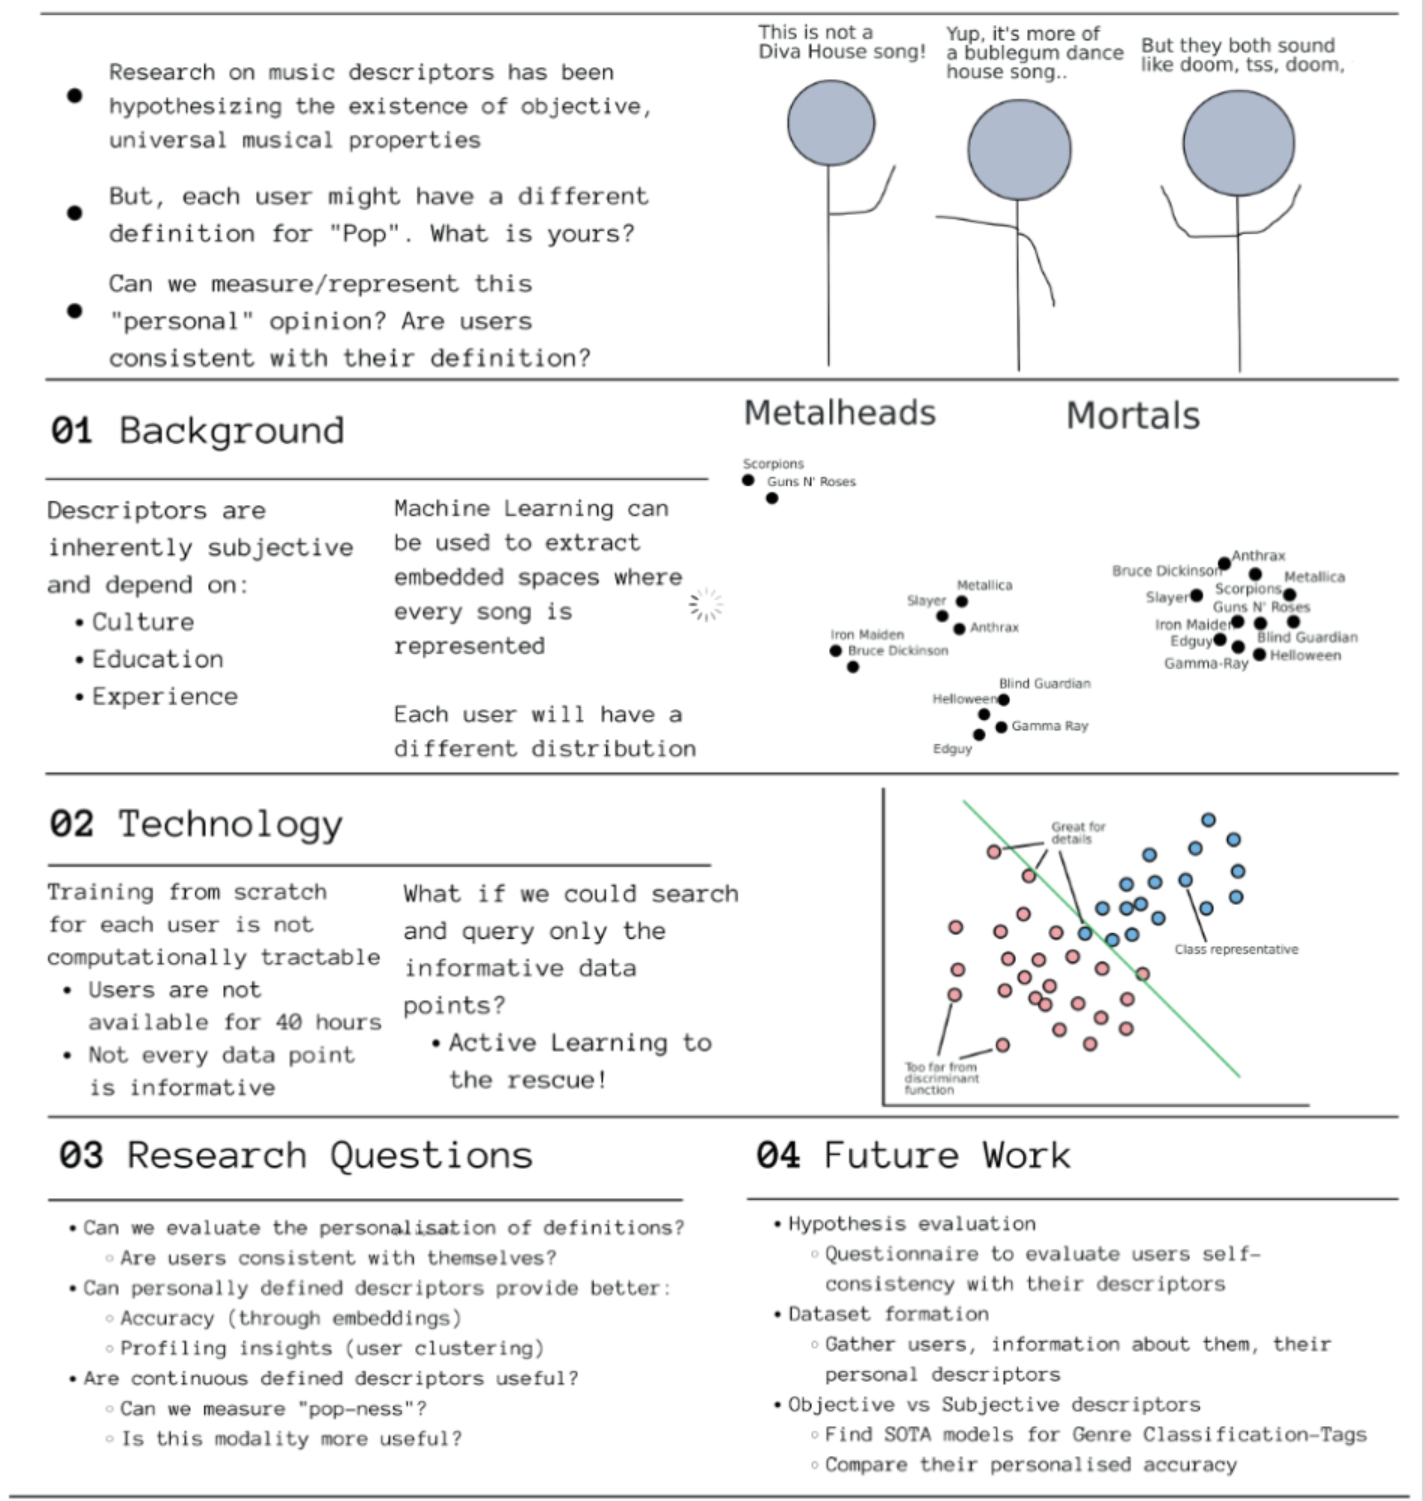 Research on music descriptors has been
hypothesizing the existence of objective,
universal musical properties
But, each user might have a different
definition for "Pop". What is yours?
Can we measure/represent this
"personal" opinion? Are users
consistent with their definition?
This is not a
Diva House song!
Yup, it's more of
a bublegum dance
house song..
But they both sound
like doom, tss, doom,
01 Background
Descriptors are
inherently subjective
and depend on:
• Culture
• Education
• Experience
Machine Learning can
be used to extract
embedded spaces where
every song is
represented
Each user will have a
different distribution
Metalheads
Scorpions
Guns N' Roses
Metallica
Slayer
Anthrax
Iron Maiden
Bruce Dickinson
Blind Guardian
Helloween
Gamma Ray
Edguy
Mortals
Anthrax
Bruce Dickinson
Metallica
Scorpions
Slayer
Guns N' Roses
Iron Maiden
Blind Guardian
Edguy
Helloween
Gamma-Ray
02 Technology
Training from scratch
for each user is not
computationally tractable
• Users are not
available for 40 hours
• Not every data point
is informative
What if we could search
and query only the
informative data
points?
• Active Learning to
the rescue!
Great for
details
Class representative
Too far from
discriminant
function
03 Research Questions
• Can we evaluate the personalisation of definitions?
◦ Are users consistent with themselves?
• Can personally defined descriptors provide better:
◦ Accuracy (through embeddings)
◦ Profiling insights (user clustering)
• Are continuous defined descriptors useful?
◦ Can we measure "pop-ness"?
◦ Is this modality more useful?
04 Future Work
• Hypothesis evaluation
◦ Questionnaire to evaluate users self-
consistency with their descriptors
• Dataset formation
◦ Gather users, information about them, their
personal descriptors
• Objective vs Subjective descriptors
◦ Find SOTA models for Genre Classification-Tags
◦ Compare their personalised accuracy